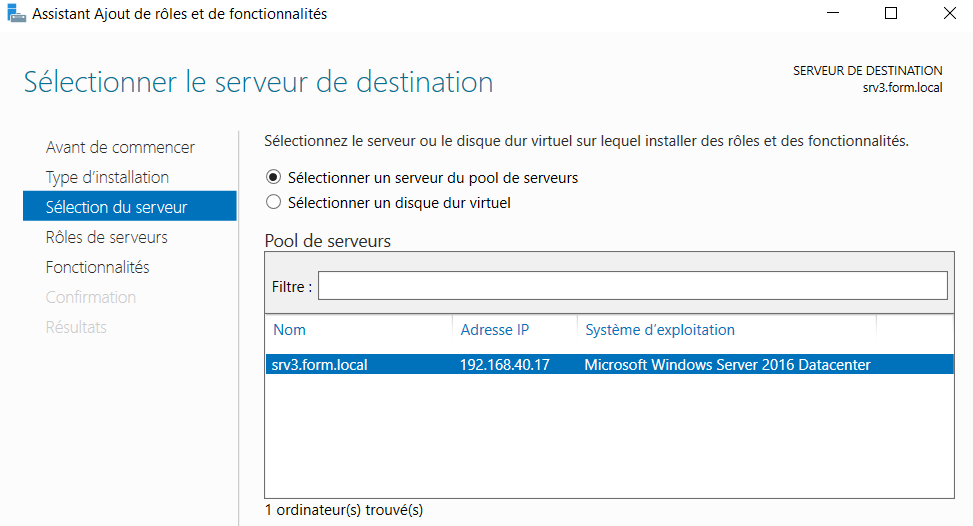 Assistant Ajout de rôles et de fonctionnalités
Sélectionner le serveur de destination
SERVEUR DE DESTINATION
srv3.form.local
Avant de commencer
Type d'installation
Sélection du serveur
Rôles de serveurs
Fonctionnalités
Confirmation
Résultats
Sélectionnez le serveur ou le disque dur virtuel sur lequel installer des rôles et des fonctionnalités.
Sélectionner un serveur du pool de serveurs
Sélectionner un disque dur virtuel
Pool de serveurs
Filtre :
Nom Adresse IP Système d'exploitation
srv3.form.local 192.168.40.17 Microsoft Windows Server 2016 Datacenter
1 ordinateur(s) trouvé(s)